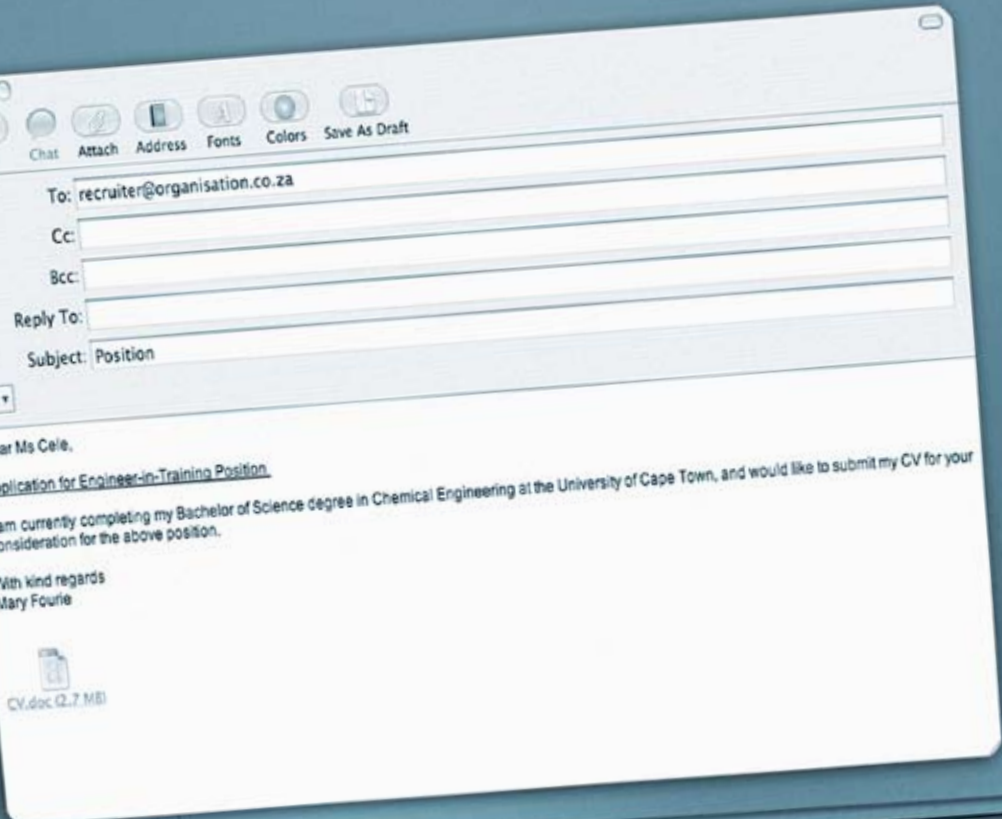 Chat Attach Address Fonts Colors Save As Draft
To: recruiter@organisation.co.za
Cc:
Bcc:
Reply To:
Subject: Position
ar Ms Cele,
plication for Engineer-in-Training Position
am currently completing my Bachelor of Science degree in Chemical Engineering at the University of Cape Town, and would like to submit my CV for your
onsideration for the above position.
With kind regards
Mary Fourie
CV.doc (2.7 MB)